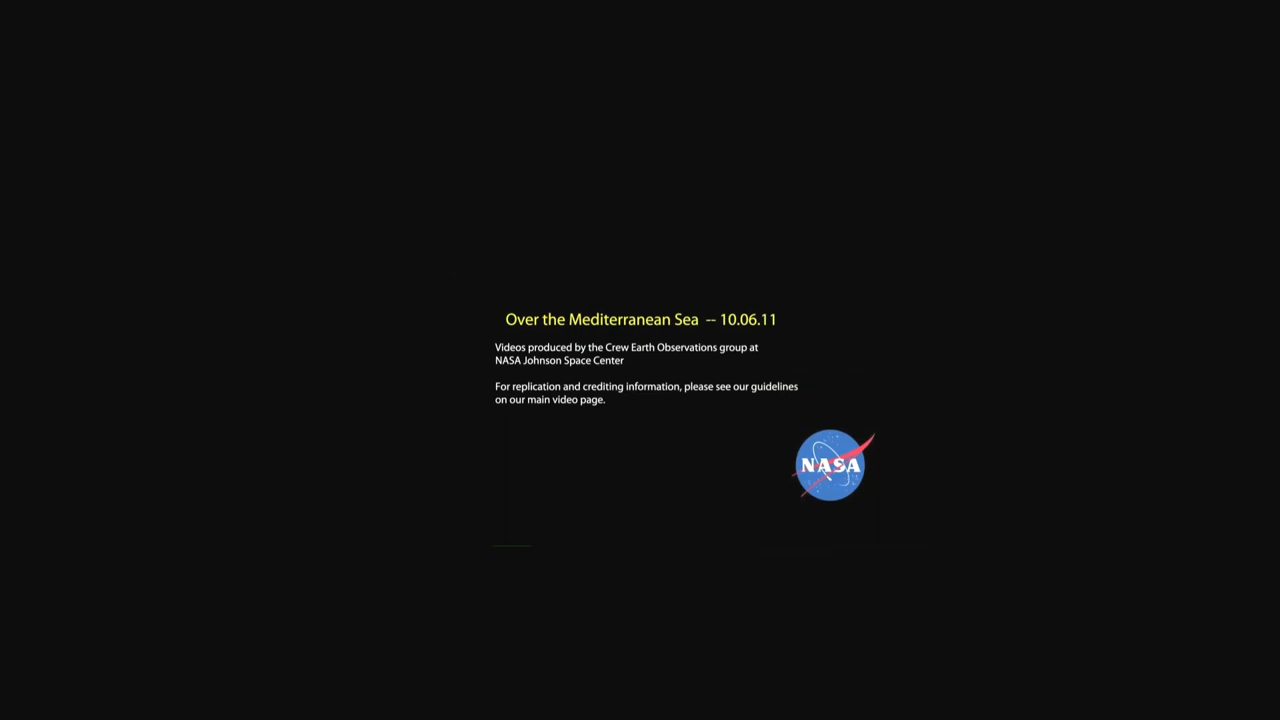 Over the Mediterranean Sea -- 10.06.11
Videos produced by the Crew Earth Observations group at
NASA Johnson Space Center
For replication and crediting information, please see our guidelines
on our main video page.
NASA